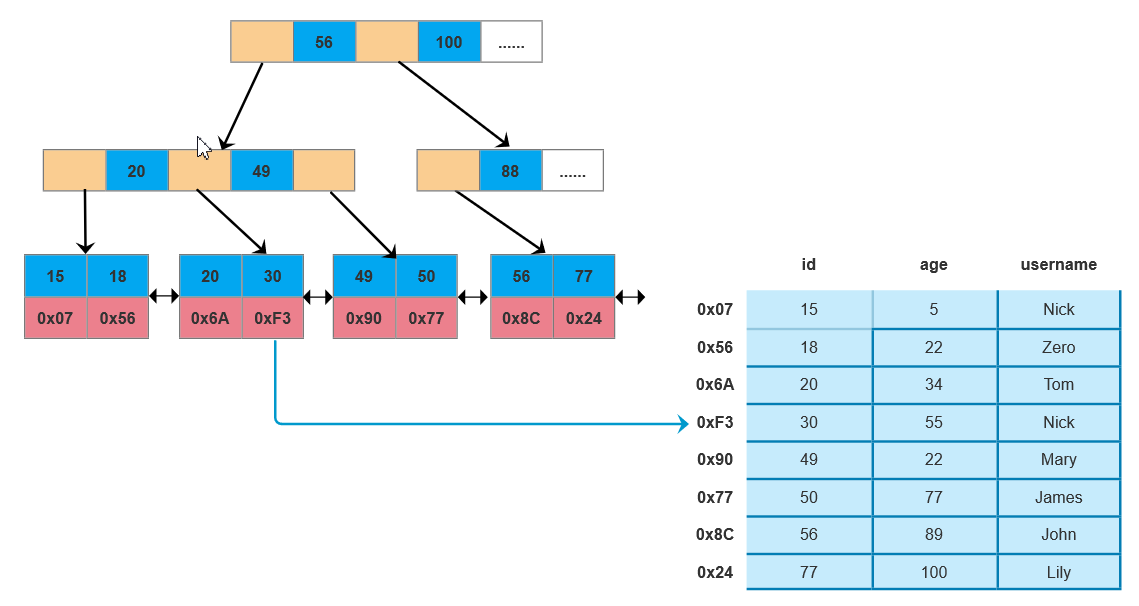 56 100 ......
20 49
88 ......
15 18
20 30
49 50
56 77
0x07 0x56
0x6A 0xF3
0x90 0x77
0x8C 0x24
id age username
0x07 15 5 Nick
0x56 18 22 Zero
0x6A 20 34 Tom
0xF3 30 55 Nick
0x90 49 22 Mary
0x77 50 77 James
0x8C 56 89 John
0x24 77 100 Lily